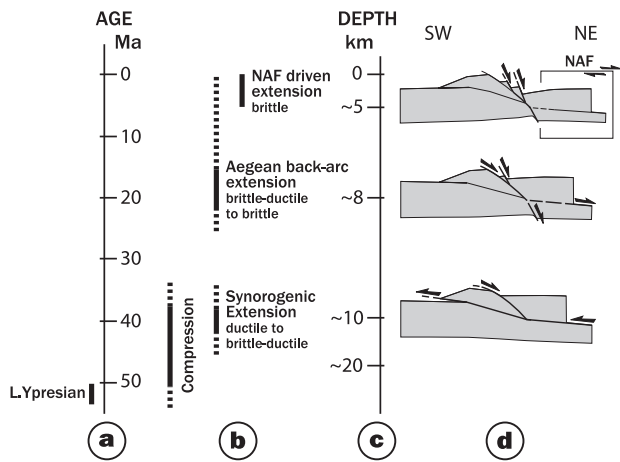 AGE
Ma
0
10
20
30
40
50
L.Ypresian
a
Compression
NAF driven
extension
brittle
Aegean back-arc
extension
brittle-ductile
to brittle
Synorogenic
Extension
ductile to
brittle-ductile
b
DEPTH
km
0
~5
~8
~10
~20
c
SW
NE
NAF
d